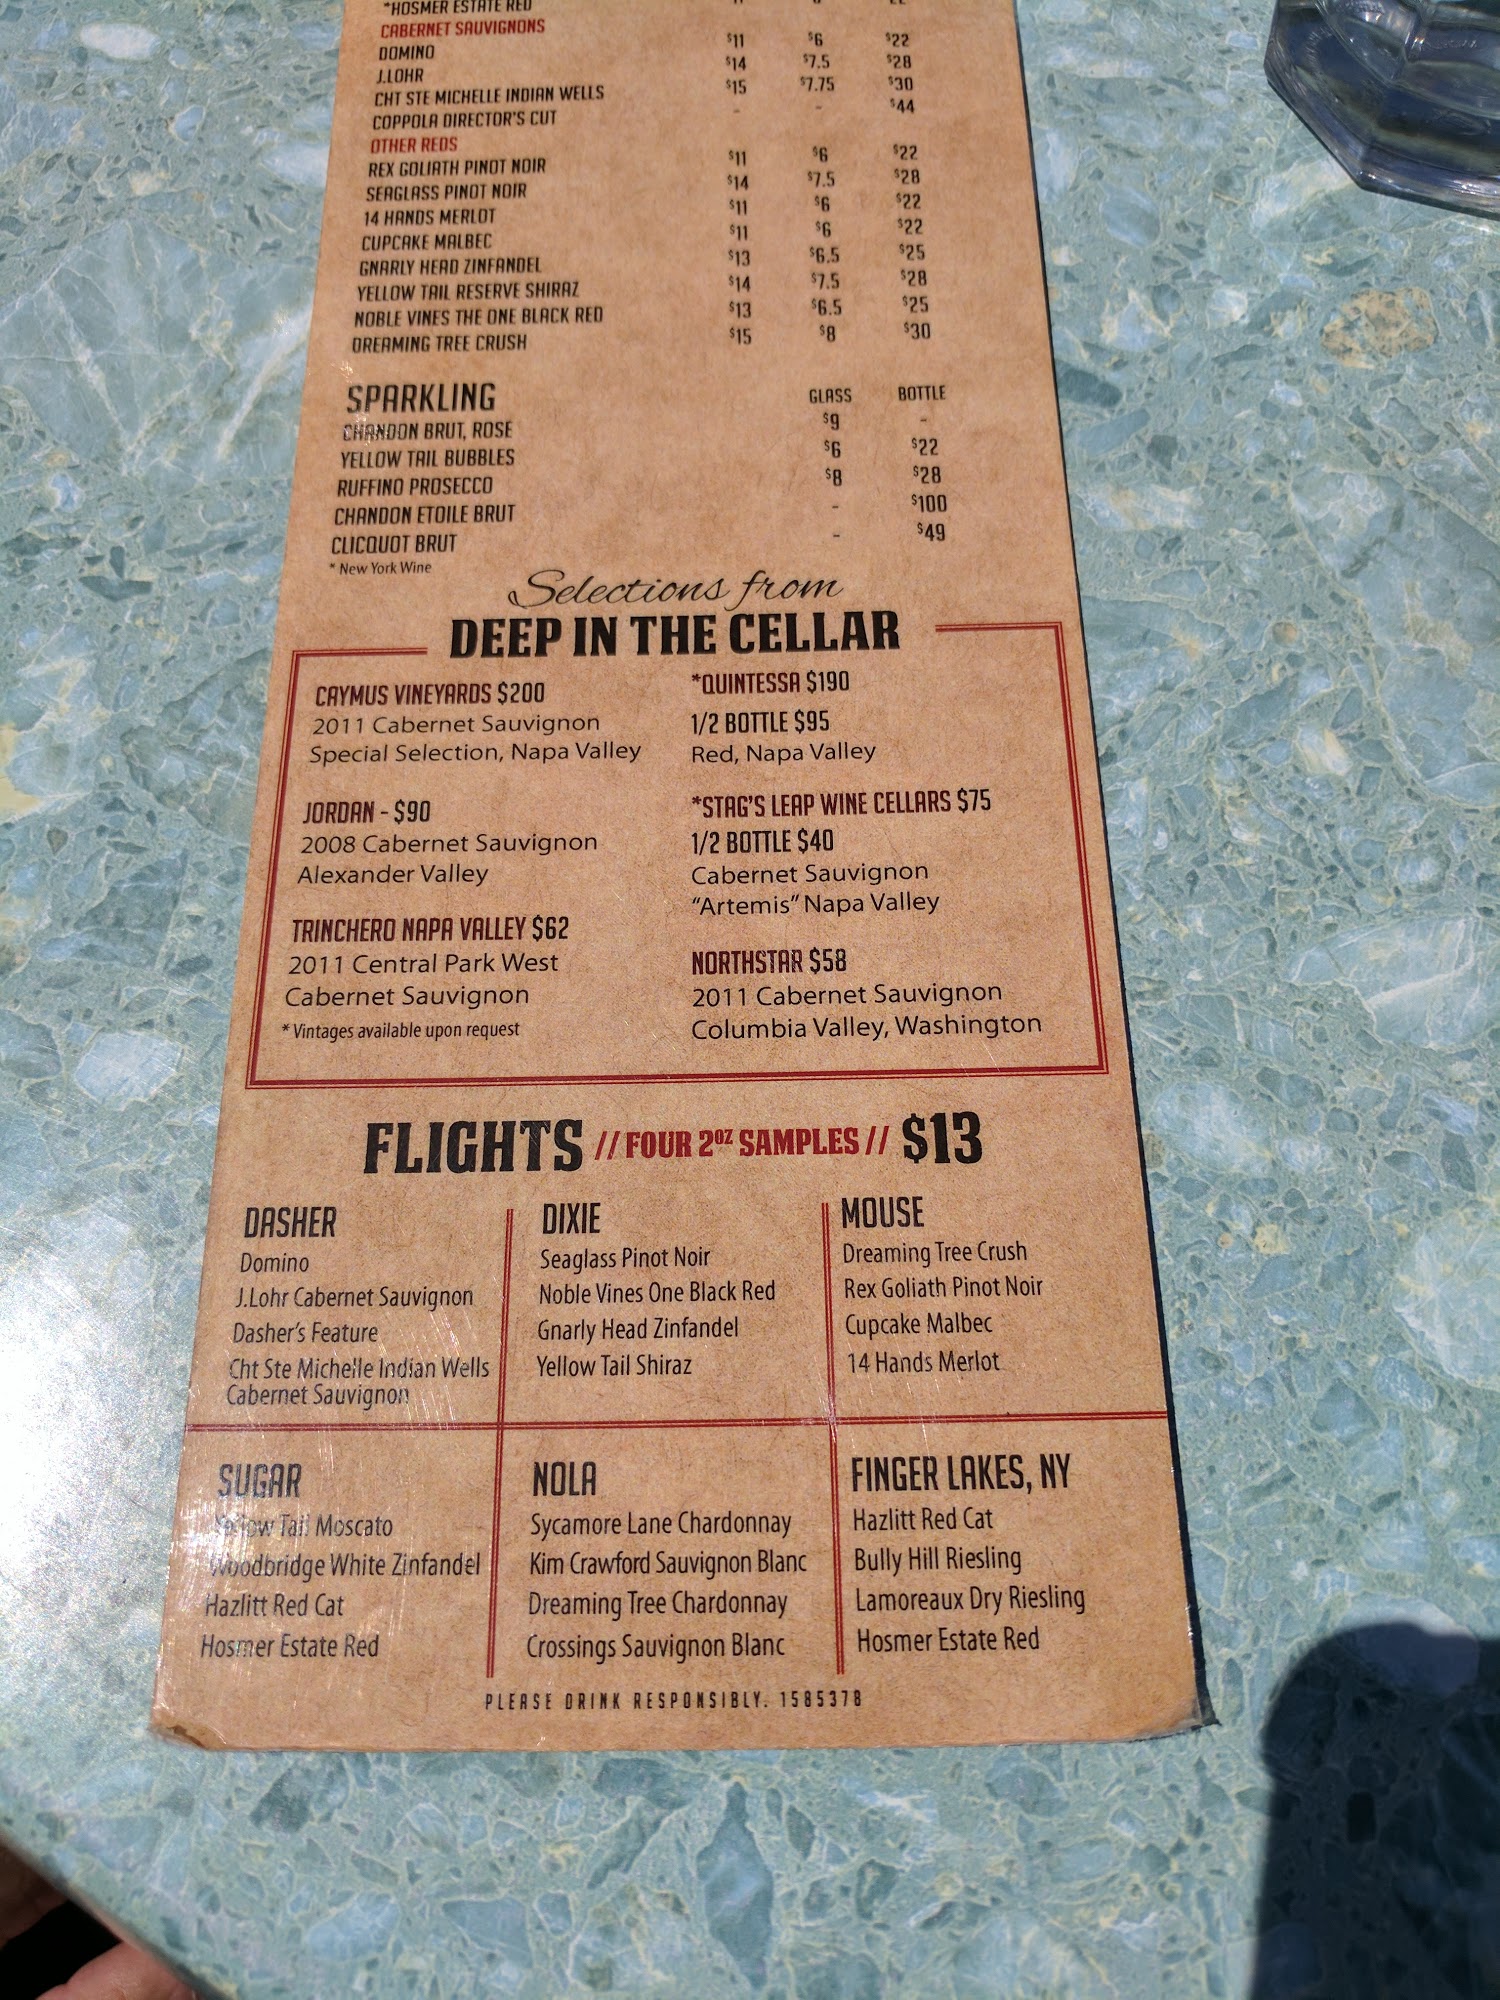 *HOSMER ESTATE RED
CABERNET SAUVIGNONS
DOMINO $11 $6 $22
J.LOHR $14 $7.5 $28
CHT STE MICHELLE INDIAN WELLS $15 $7.75 $30
COPPOLA DIRECTOR'S CUT - - $44
OTHER REDS
REX GOLIATH PINOT NOIR $11 $6 $22
SEAGLASS PINOT NOIR $14 $7.5 $28
14 HANDS MERLOT $11 $6 $22
CUPCAKE MALBEC $11 $6 $22
GNARLY HEAD ZINFANDEL $13 $6.5 $25
YELLOW TAIL RESERVE SHIRAZ $14 $7.5 $28
NOBLE VINES THE ONE BLACK RED $13 $6.5 $25
DREAMING TREE CRUSH $15 $8 $30
SPARKLING GLASS BOTTLE
CHANDON BRUT, ROSE $9 -
YELLOW TAIL BUBBLES $6 $22
RUFFINO PROSECCO $8 $28
CHANDON ETOILE BRUT - $100
CLICQUOT BRUT - $49
* New York Wine
Selections from
DEEP IN THE CELLAR
CAYMUS VINEYARDS $200
2011 Cabernet Sauvignon
Special Selection, Napa Valley
JORDAN - $90
2008 Cabernet Sauvignon
Alexander Valley
TRINCHERO NAPA VALLEY $62
2011 Central Park West
Cabernet Sauvignon
* Vintages available upon request
*QUINTESSA $190
1/2 BOTTLE $95
Red, Napa Valley
*STAG'S LEAP WINE CELLARS $75
1/2 BOTTLE $40
Cabernet Sauvignon
"Artemis" Napa Valley
NORTHSTAR $58
2011 Cabernet Sauvignon
Columbia Valley, Washington
FLIGHTS // FOUR 2OZ SAMPLES // $13
DASHER
Domino
J.Lohr Cabernet Sauvignon
Dasher's Feature
Cht Ste Michelle Indian Wells
Cabernet Sauvignon
DIXIE
Seaglass Pinot Noir
Noble Vines One Black Red
Gnarly Head Zinfandel
Yellow Tail Shiraz
MOUSE
Dreaming Tree Crush
Rex Goliath Pinot Noir
Cupcake Malbec
14 Hands Merlot
SUGAR
Yellow Tail Moscato
Woodbridge White Zinfandel
Hazlitt Red Cat
Hosmer Estate Red
NOLA
Sycamore Lane Chardonnay
Kim Crawford Sauvignon Blanc
Dreaming Tree Chardonnay
Crossings Sauvignon Blanc
FINGER LAKES, NY
Hazlitt Red Cat
Bully Hill Riesling
Lamoreaux Dry Riesling
Hosmer Estate Red
PLEASE DRINK RESPONSIBLY. 1585378